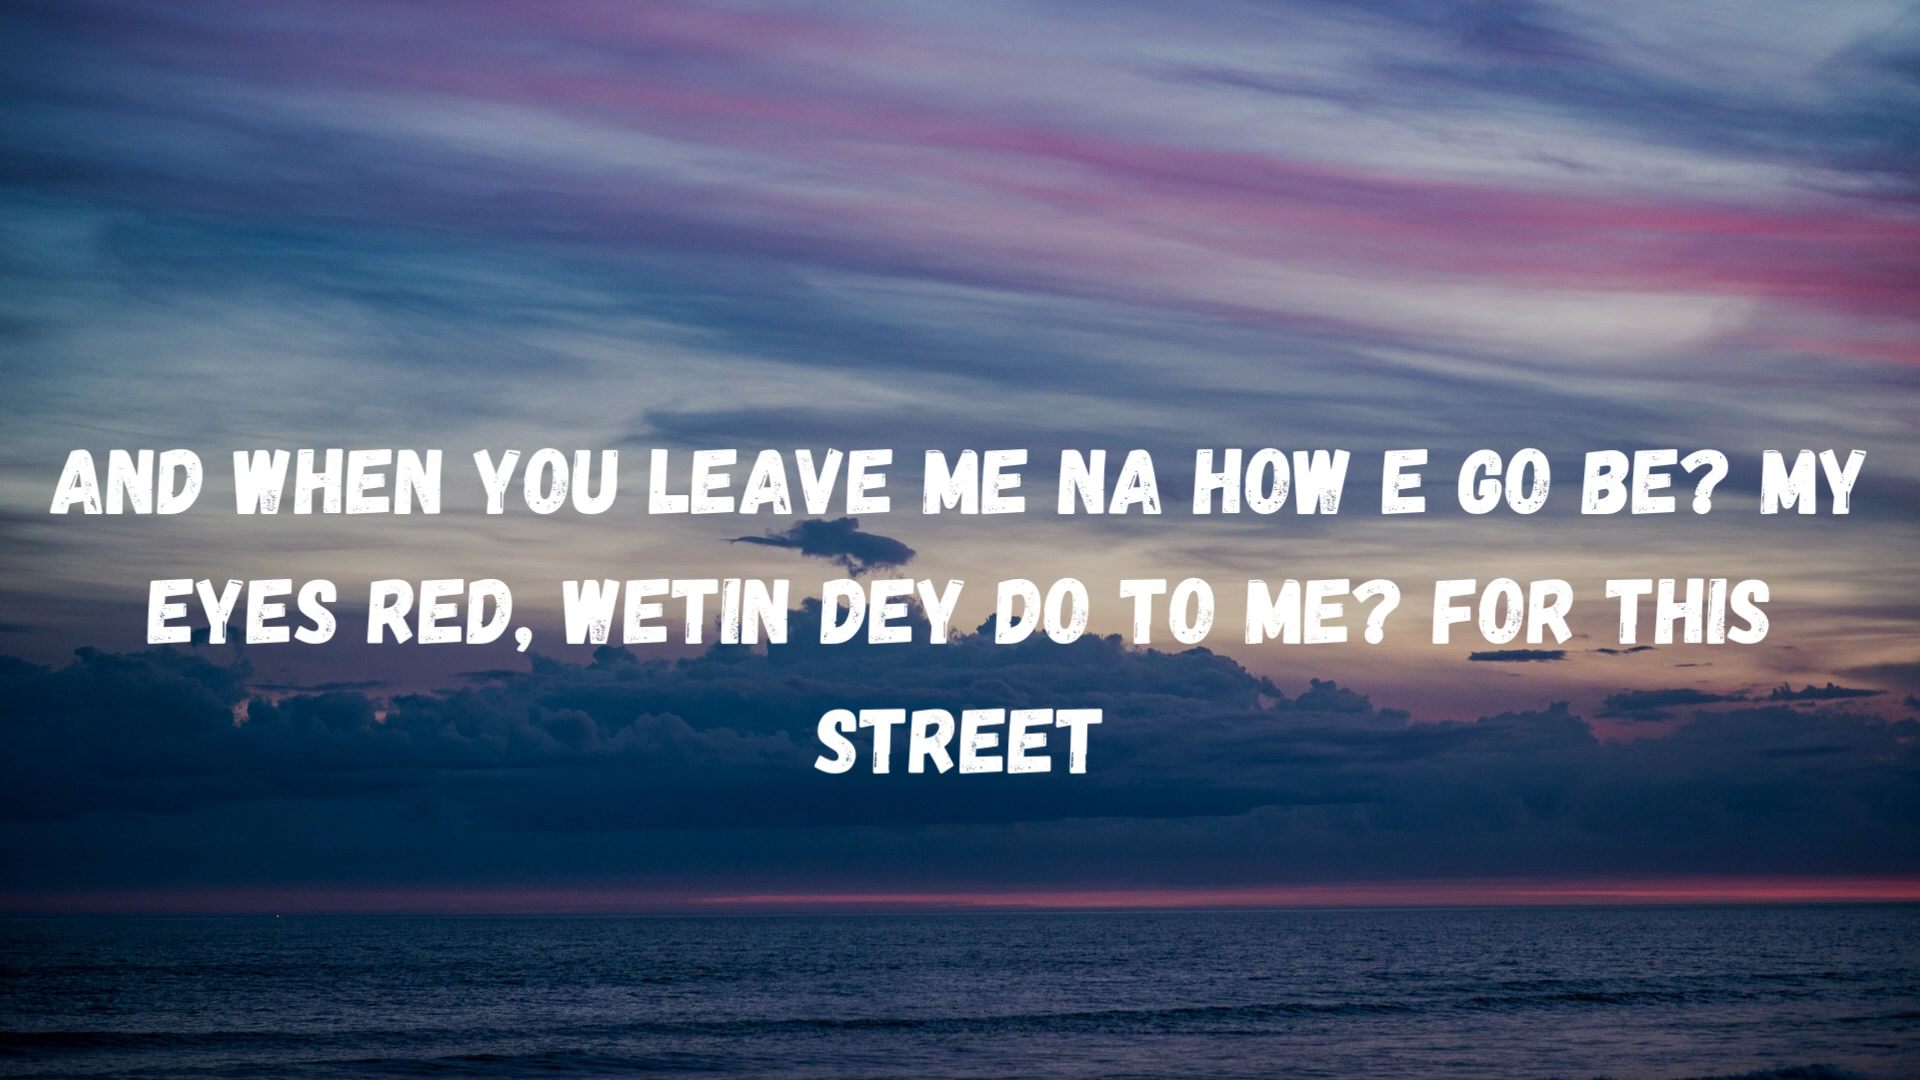 AND WHEN YOU LEAVE ME NA HOW E GO BE? MY
EYES RED, WETIN DEY DO TO ME? FOR THIS
STREET